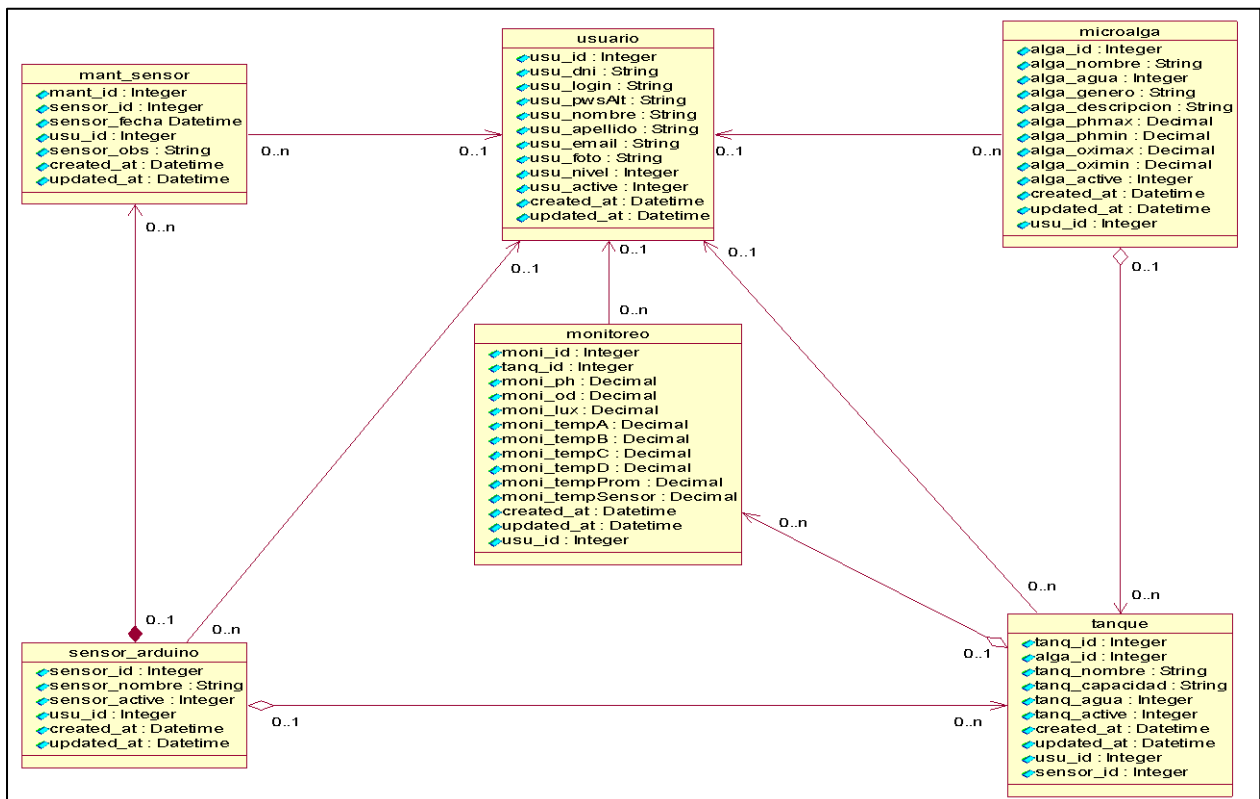 usuario
usu_id : Integer
usu_dni : String
usu_login : String
usu_pwsAlt : String
usu_nombre : String
usu_apellido : String
usu_email : String
usu_foto : String
usu_nivel : Integer
usu_active : Integer
created_at : Datetime
updated_at : Datetime
microalga
alga_id : Integer
alga_nombre : String
alga_agua : Integer
alga_genero : String
alga_descripcion : String
alga_phmax : Decimal
alga_phmin : Decimal
alga_oximax : Decimal
alga_oximin : Decimal
alga_active : Integer
created_at : Datetime
updated_at : Datetime
usu_id : Integer
mant_sensor
mant_id : Integer
sensor_id : Integer
sensor_fecha Datetime
usu_id : Integer
sensor_obs : String
created_at : Datetime
updated_at : Datetime
0..n
0..1
0..1
0..n
0..n
0..1
0..1
0..1
0..1
0..n
monitoreo
moni_id : Integer
tanq_id : Integer
moni_ph : Decimal
moni_od : Decimal
moni_lux : Decimal
moni_tempA : Decimal
moni_tempB : Decimal
moni_tempC : Decimal
moni_tempD : Decimal
moni_tempProm : Decimal
moni_tempSensor : Decimal
created_at : Datetime
updated_at : Datetime
usu_id : Integer
0..n
0..n
0..n
0..1
0..n
0..1
sensor_arduino
sensor_id : Integer
sensor_nombre : String
sensor_active : Integer
usu_id : Integer
created_at : Datetime
updated_at : Datetime
0..1
0..n
tanque
tanq_id : Integer
alga_id : Integer
tanq_nombre : String
tanq_capacidad : String
tanq_agua : Integer
tanq_active : Integer
created_at : Datetime
updated_at : Datetime
usu_id : Integer
sensor_id : Integer